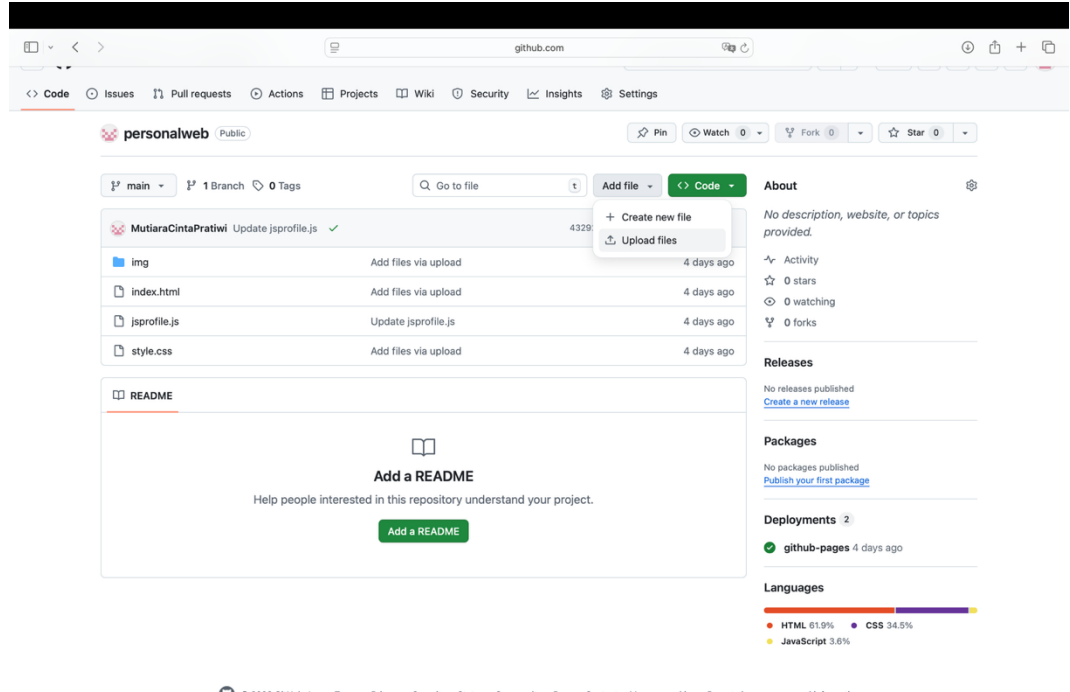 github.com
Code Issues Pull requests Actions Projects Wiki Security Insights Settings
personalweb Public
Pin Watch 0 Fork 0 Star 0
main 1 Branch 0 Tags
Go to file t
Add file Code
Create new file
Upload files
MutiaraCintaPratiwi Update jsprofile.js
img Add files via upload 4 days ago
index.html Add files via upload 4 days ago
jsprofile.js Update jsprofile.js 4 days ago
style.css Add files via upload 4 days ago
README
Add a README
Help people interested in this repository understand your project.
Add a README
About
No description, website, or topics
provided.
Activity
0 stars
0 watching
0 forks
Releases
No releases published
Create a new release
Packages
No packages published
Publish your first package
Deployments 2
github-pages 4 days ago
Languages
HTML 61.9% CSS 34.5%
JavaScript 3.6%